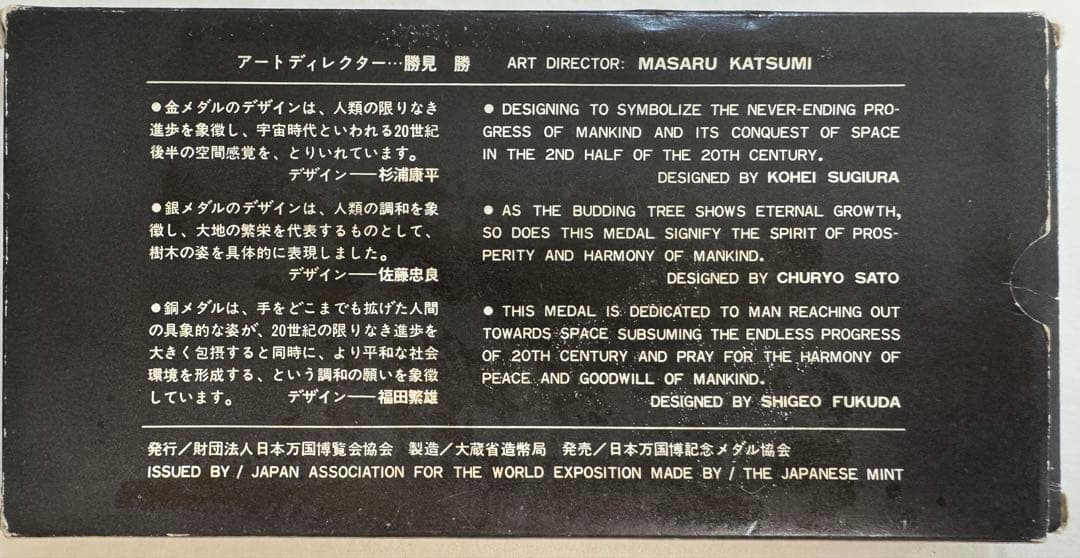 アートディレクター…勝見 勝 ART DIRECTOR: MASARU KATSUMI
●金メダルのデザインは、人類の限りなき
進歩を象徴し、宇宙時代といわれる20世紀
後半の空間感覚を、とりいれています。
デザイン──杉浦康平
● DESIGNING TO SYMBOLIZE THE NEVER-ENDING PRO-
GRESS OF MANKIND AND ITS CONQUEST OF SPACE
IN THE 2ND HALF OF THE 20TH CENTURY.
DESIGNED BY KOHEI SUGIURA
●銀メダルのデザインは、人類の調和を象
徴し、大地の繁栄を代表するものとして、
樹木の姿を具体的に表現しました。
デザイン──佐藤忠良
● AS THE BUDDING TREE SHOWS ETERNAL GROWTH,
SO DOES THIS MEDAL SIGNIFY THE SPIRIT OF PROS-
PERITY AND HARMONY OF MANKIND.
DESIGNED BY CHURYO SATO
●銅メダルは、手をどこまでも拡げた人間
の具象的な姿が、20世紀の限りなき進歩を
大きく包摂すると同時に、より平和な社会
環境を形成する、という調和の願いを象徴
しています。 デザイン──福田繁雄
● THIS MEDAL IS DEDICATED TO MAN REACHING OUT
TOWARDS SPACE SUBSUMING THE ENDLESS PROGRESS
OF 20TH CENTURY AND PRAY FOR THE HARMONY OF
PEACE AND GOODWILL OF MANKIND.
DESIGNED BY SHIGEO FUKUDA
発行／財団法人日本万国博覧会協会 製造／大蔵省造幣局 発売／日本万国博記念メダル協会
ISSUED BY / JAPAN ASSOCIATION FOR THE WORLD EXPOSITION MADE BY / THE JAPANESE MINT